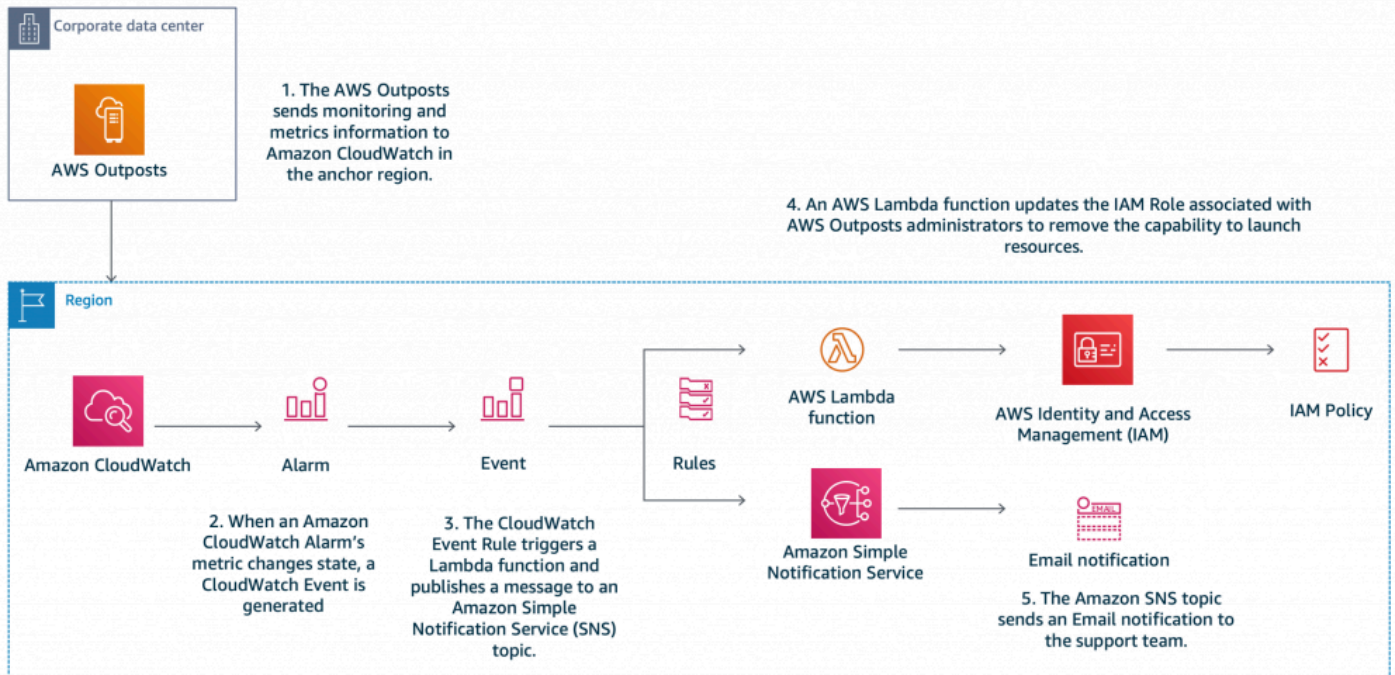 Corporate data center
AWS Outposts
1. The AWS Outposts
sends monitoring and
metrics information to
Amazon CloudWatch in
the anchor region.
4. An AWS Lambda function updates the IAM Role associated with
AWS Outposts administrators to remove the capability to launch
resources.
Region
Amazon CloudWatch
Alarm
Event
Rules
AWS Lambda
function
AWS Identity and Access
Management (IAM)
IAM Policy
2. When an Amazon
CloudWatch Alarm’s
metric changes state, a
CloudWatch Event is
generated
3. The CloudWatch
Event Rule triggers a
Lambda function and
publishes a message to an
Amazon Simple
Notification Service (SNS)
topic.
Amazon Simple
Notification Service
EMAIL
Email notification
5. The Amazon SNS topic
sends an Email notification to
the support team.